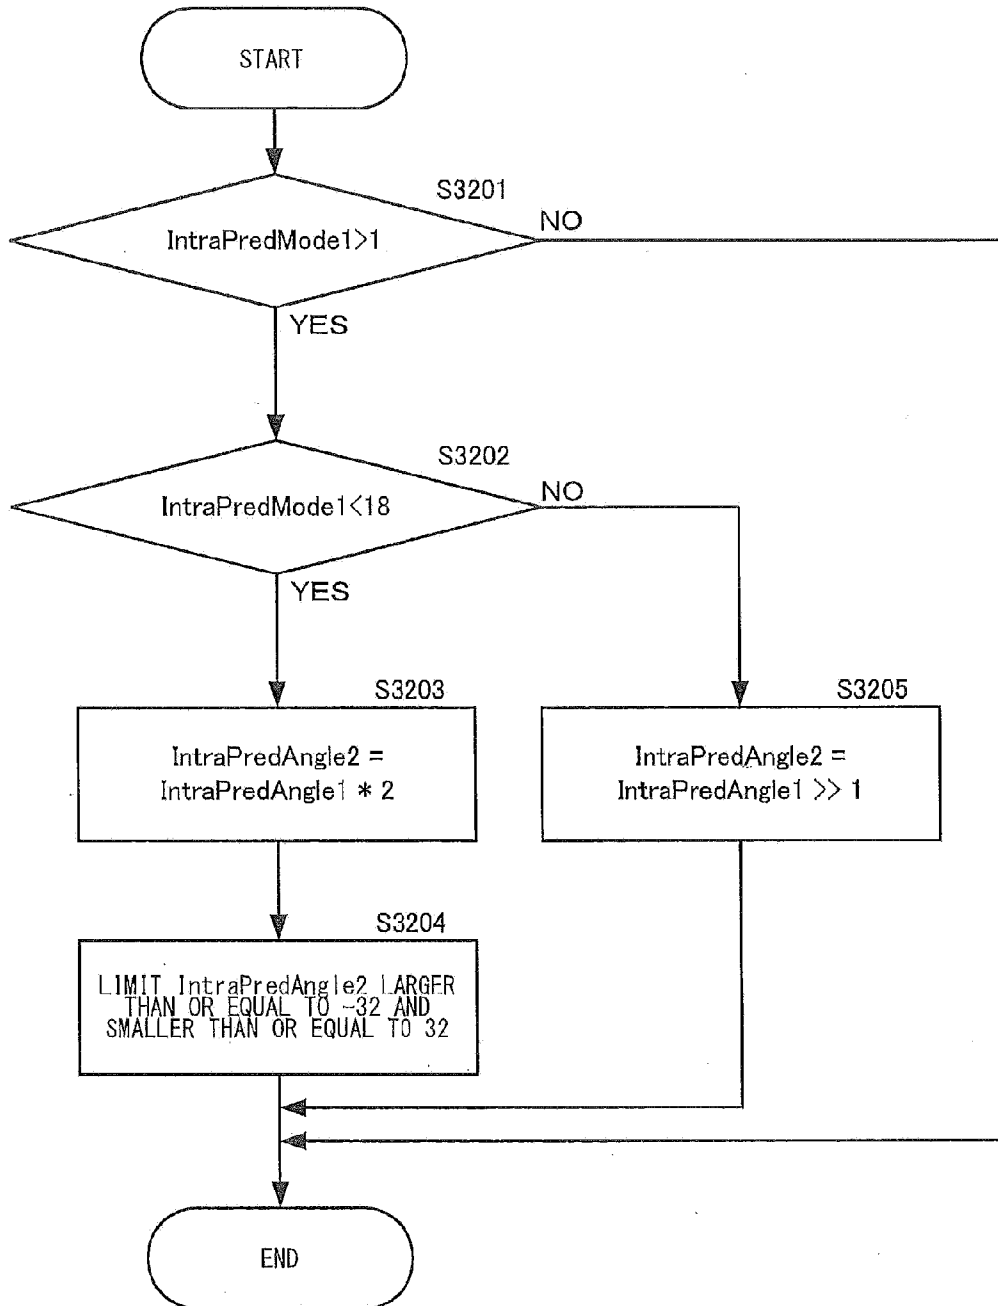 START
S3201
IntraPredMode1>1
NO
YES
S3202
IntraPredMode1<18
NO
YES
S3203
IntraPredAngle2 =
IntraPredAngle1 * 2
S3205
IntraPredAngle2 =
IntraPredAngle1 >> 1
S3204
LIMIT IntraPredAngle2 LARGER
THAN OR EQUAL TO -32 AND
SMALLER THAN OR EQUAL TO 32
END